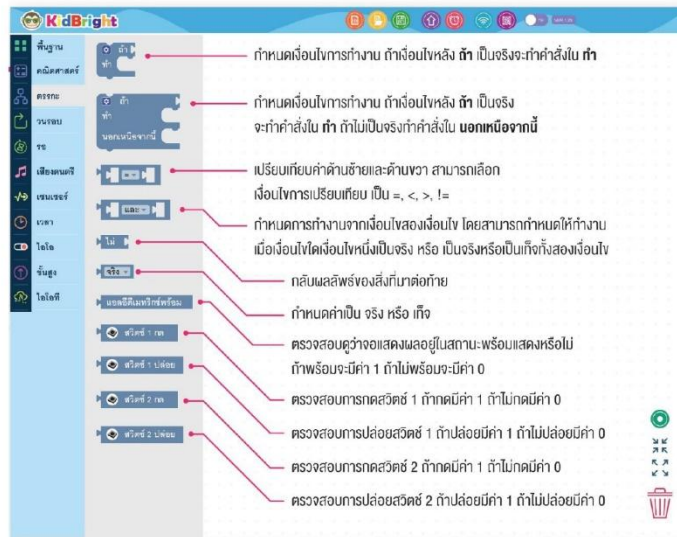 KidBright
พื้นฐาน
คณิตศาสตร์
ตรรกะ
วนรอบ
รอ
เสียงดนตรี
เซนเซอร์
เวลา
ไอโอ
ขั้นสูง
ไอโอที
ถ้า
ทำ
กำหนดเงื่อนไขการทำงาน ถ้าเงื่อนไขหลัง ถ้า เป็นจริงจะทำคำสั่งใน ทำ
ถ้า
ทำ
นอกเหนือจากนี้
กำหนดเงื่อนไขการทำงาน ถ้าเงื่อนไขหลัง ถ้า เป็นจริง
จะทำคำสั่งใน ทำ ถ้าไม่เป็นจริงทำคำสั่งใน นอกเหนือจากนี้
=
เปรียบเทียบค่าด้านซ้ายและด้านขวา สามารถเลือก
เงื่อนไขการเปรียบเทียบ เป็น =, <, >, !=
และ
กำหนดการทำงานจากเงื่อนไขสองเงื่อนไข โดยสามารถกำหนดให้ทำงาน
เมื่อเงื่อนไขใดเงื่อนไขหนึ่งเป็นจริง หรือ เป็นจริงหรือเป็นเท็จทั้งสองเงื่อนไข
ไม่
กลับผลลัพธ์ของสิ่งที่มาต่อท้าย
จริง
กำหนดค่าเป็น จริง หรือ เท็จ
แอลอีดีเมทริกซ์พร้อม
ตรวจสอบดูว่าจอแสดงผลอยู่ในสถานะพร้อมแสดงหรือไม่
ถ้าพร้อมจะมีค่า 1 ถ้าไม่พร้อมจะมีค่า 0
สวิตช์ 1 กด
ตรวจสอบการกดสวิตช์ 1 ถ้ากดมีค่า 1 ถ้าไม่กดมีค่า 0
สวิตช์ 1 ปล่อย
ตรวจสอบการปล่อยสวิตช์ 1 ถ้าปล่อยมีค่า 1 ถ้าไม่ปล่อยมีค่า 0
สวิตช์ 2 กด
ตรวจสอบการกดสวิตช์ 2 ถ้ากดมีค่า 1 ถ้าไม่กดมีค่า 0
สวิตช์ 2 ปล่อย
ตรวจสอบการปล่อยสวิตช์ 2 ถ้าปล่อยมีค่า 1 ถ้าไม่ปล่อยมีค่า 0